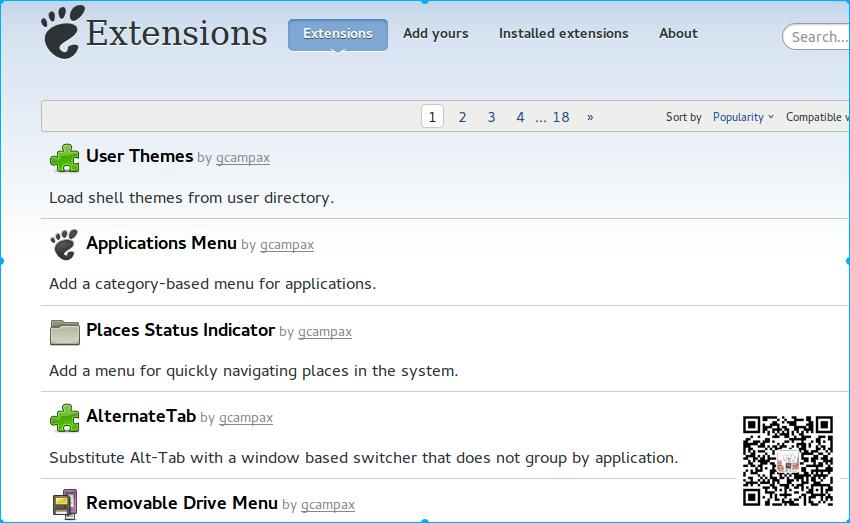 Extensions
Extensions Add yours Installed extensions About Search...
1 2 3 4 ... 18 » Sort by Popularity Compatible
User Themes by gcampax
Load shell themes from user directory.
Applications Menu by gcampax
Add a category-based menu for applications.
Places Status Indicator by gcampax
Add a menu for quickly navigating places in the system.
AlternateTab by gcampax
Substitute Alt-Tab with a window based switcher that does not group by application.
Removable Drive Menu by gcampax